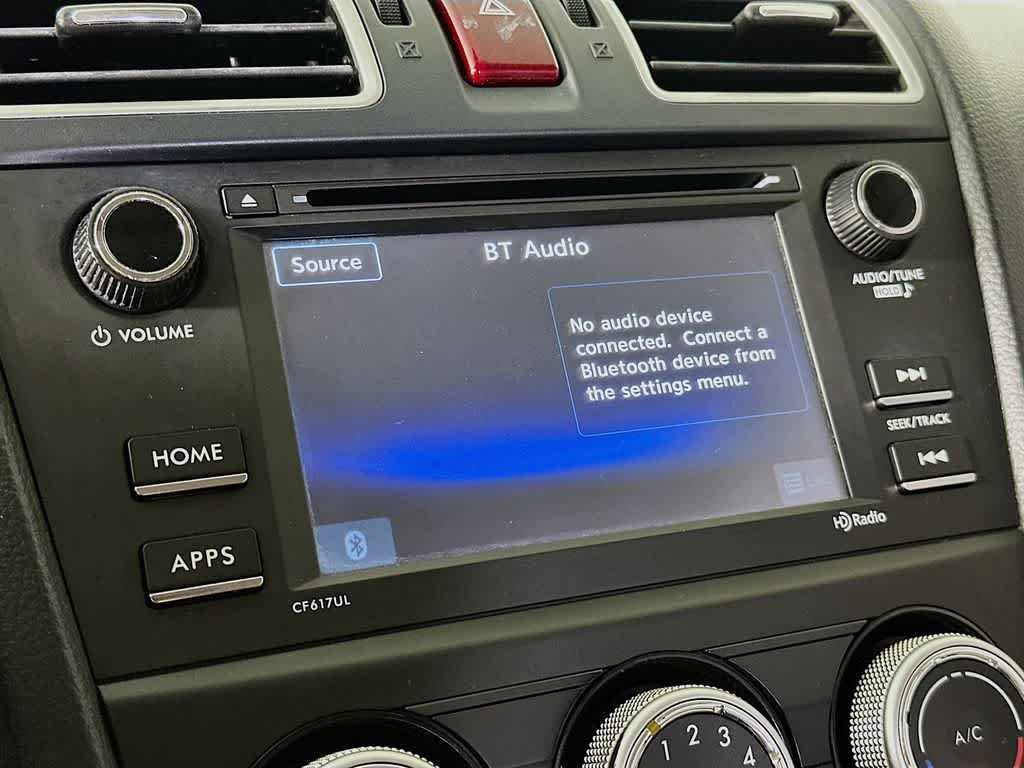 BT Audio
Source
No audio device
connected. Connect a
Bluetooth device from
the settings menu.
VOLUME
AUDIO/TUNE
HOLD
SEEK/TRACK
HOME
APPS
HD Radio
CF617UL
1 2 3 4
A/C